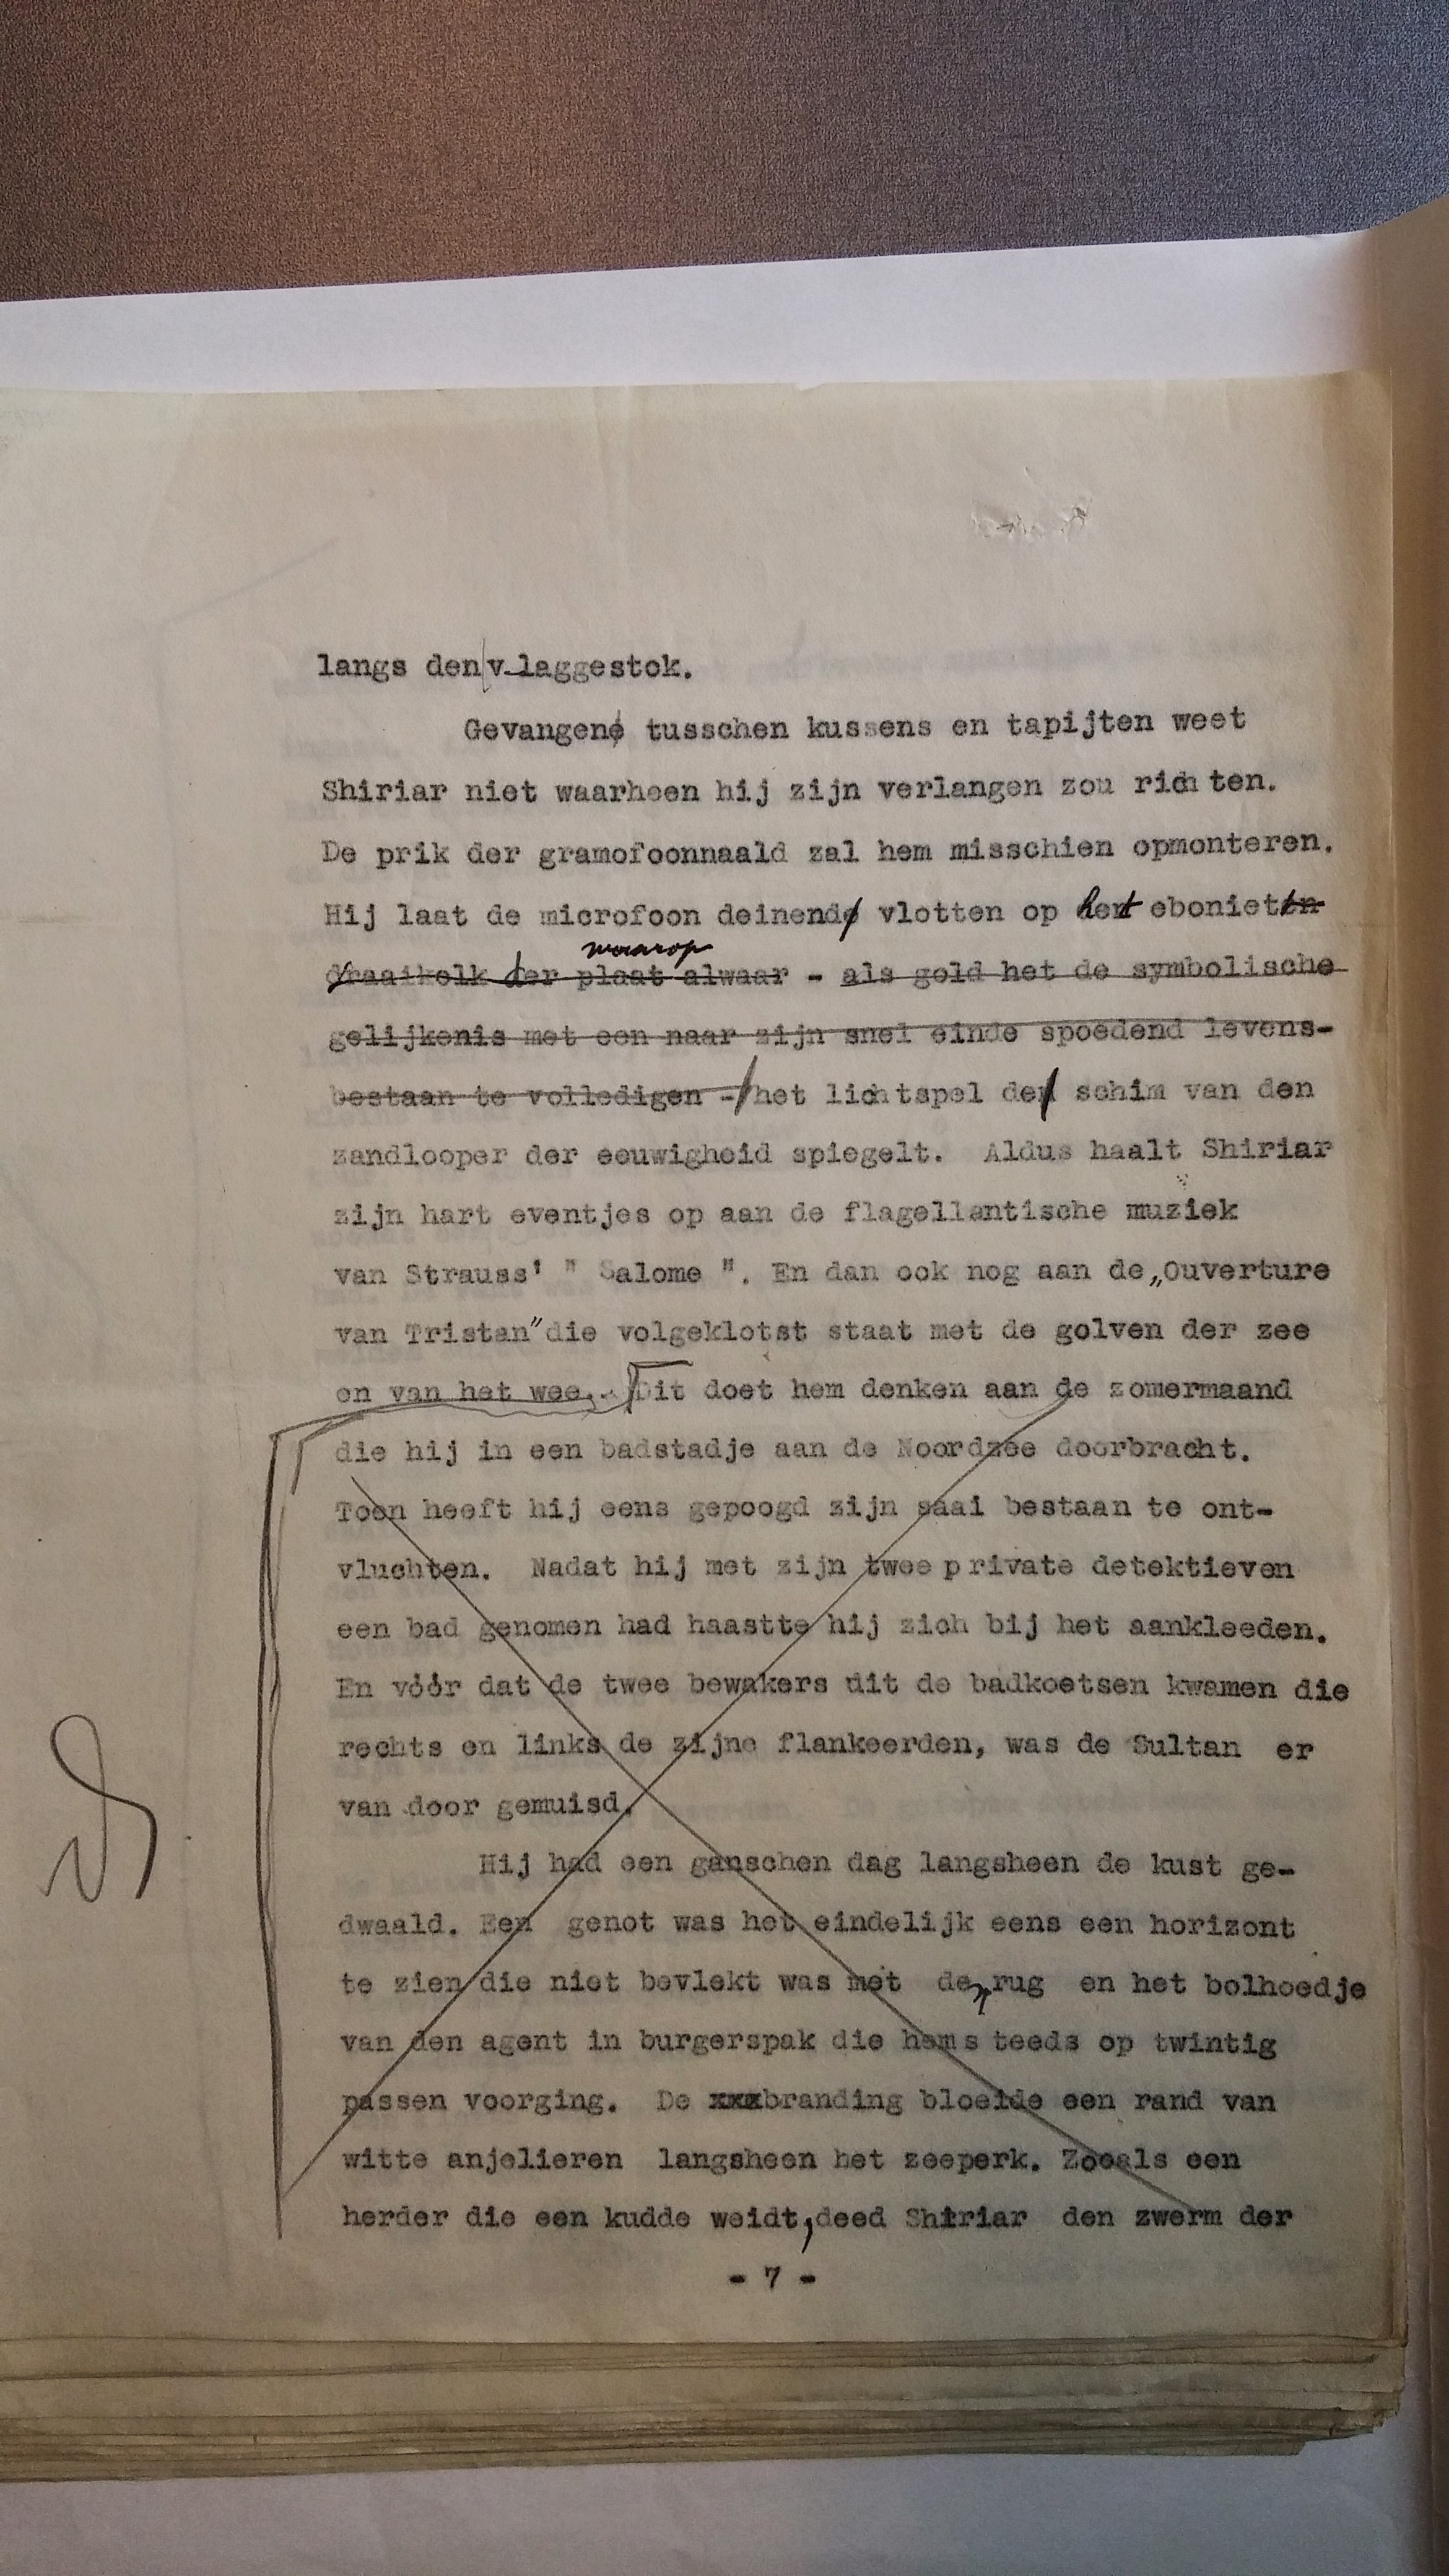 langs den vlaggestok.
Gevangene tusschen kussens en tapijten weet
Shiriar niet waarheen hij zijn verlangen zou richten.
De prik der gramofoonnaald zal hem misschien opmonteren.
Hij laat de microfoon deinende vlotten op het ebonieten
waarop
draaikolk der plaat alwaar - als gold het de symbolische
gelijkenis met een naar zijn snel einde spoedend levens-
bestaan te volledigen - het lichtspel der schim van den
zandlooper der eeuwigheid spiegelt. Aldus haalt Shiriar
zijn hart eventjes op aan de flagellantische muziek
van Strauss' " Salome ". En dan ook nog aan de „Ouverture
van Tristan" die volgeklotst staat met de golven der zee
en van het wee.. Dit doet hem denken aan de zomermaand
die hij in een badstadje aan de Noordzee doorbracht.
Toen heeft hij eens gepoogd zijn saai bestaan te ont-
vluchten. Nadat hij met zijn twee private detektieven
een bad genomen had haastte hij zich bij het aankleeden.
En vóór dat de twee bewakers uit de badkoetsen kwamen die
rechts en links de zijne flankeerden, was de Sultan er
van door gemuisd.
Hij had een ganschen dag langsheen de kust ge-
dwaald. Een genot was het eindelijk eens een horizont
te zien die niet bevlekt was met den rug en het bolhoedje
van den agent in burgerspak die hem steeds op twintig
passen voorging. De xxxbranding bloeide een rand van
witte anjelieren langsheen het zeeperk. Zooals een
herder die een kudde weidt, deed Shiriar den zwerm der
- 7 -